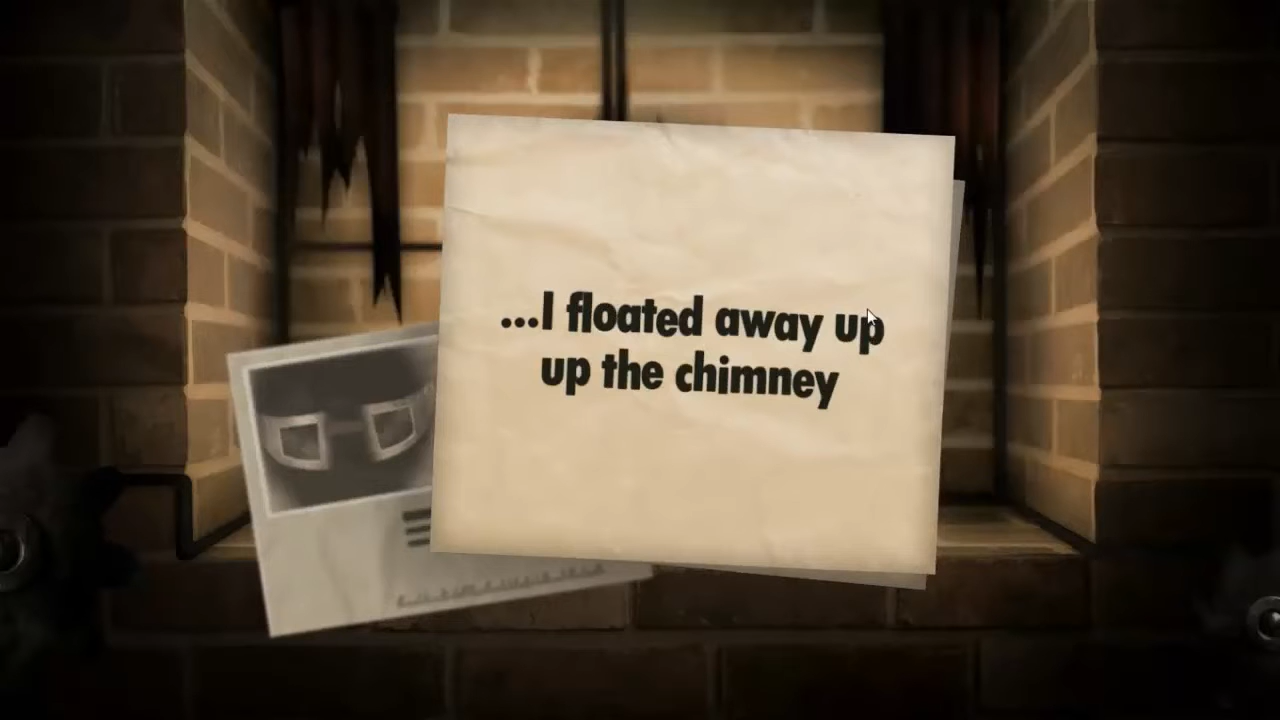 ...I floated away up
up the chimney